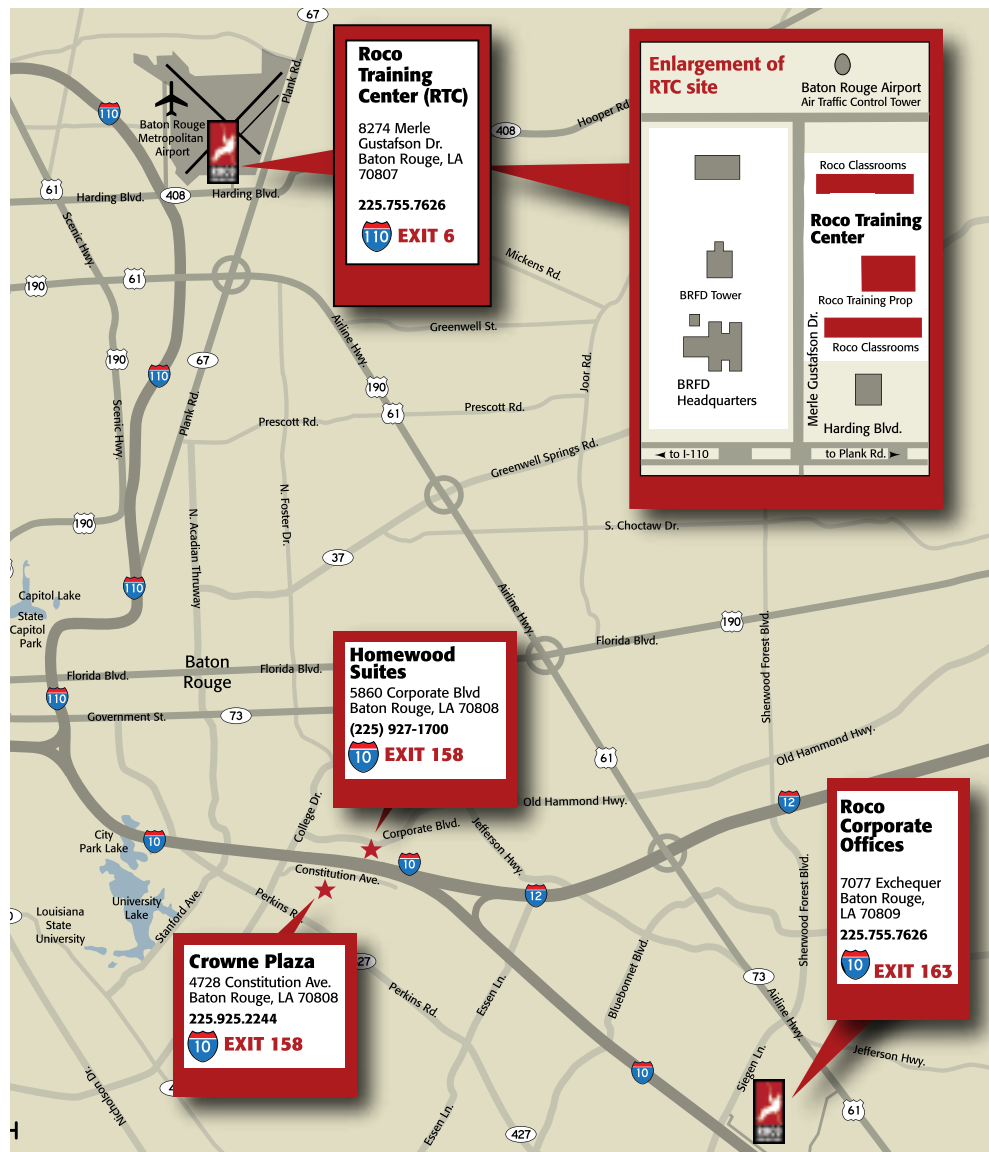 67
Plank Rd.
110
Baton Rouge
Metropolitan
Airport
61
Harding Blvd.
408
Harding Blvd.
Scenic Hwy.
190
61
Roco
Training
Center (RTC)
8274 Merle
Gustafson Dr.
Baton Rouge, LA
70807
225.755.7626
110 EXIT 6
408
Hooper Rd.
Mickens Rd.
Enlargement of
RTC site
Baton Rouge Airport
Air Traffic Control Tower
Roco Classrooms
Roco Training
Center
BRFD Tower
Roco Training Prop
Roco Classrooms
BRFD
Headquarters
Merle Gustafson Dr.
Harding Blvd.
◄ to I-110
to Plank Rd. ►
Airline Hwy.
Greenwell St.
190
110
67
Joor Rd.
190
61
Scenic Hwy.
Plank Rd.
Prescott Rd.
Prescott Rd.
Greenwell Springs Rd.
190
N. Acadian Thruway
N. Foster Dr.
S. Choctaw Dr.
37
110
Capitol Lake
State
Capitol
Park
Airline Hwy.
190
Florida Blvd.
Sherwood Forest Blvd.
Florida Blvd.
Baton
Rouge
Florida Blvd.
110
Government St.
73
Homewood
Suites
5860 Corporate Blvd
Baton Rouge, LA 70808
(225) 927-1700
10 EXIT 158
61
Old Hammond Hwy.
Old Hammond Hwy.
12
College Dr.
Corporate Blvd.
Jefferson Hwy.
City
Park Lake
10
10
Constitution Ave.
12
Perkins R
University
Lake
Stanford Ave.
Louisiana
State
University
Sherwood Forest Blvd.
Roco
Corporate
Offices
7077 Exchequer
Baton Rouge,
LA 70809
225.755.7626
10 EXIT 163
Crowne Plaza
4728 Constitution Ave.
Baton Rouge, LA 70808
225.925.2244
10 EXIT 158
27
Perkins Rd.
Essen Ln.
Bluebonnet Blvd.
73
Airline Hwy.
Jefferson Hwy.
10
Siegen Ln.
61
Nicholson Dr.
4
Essen Ln.
427
H